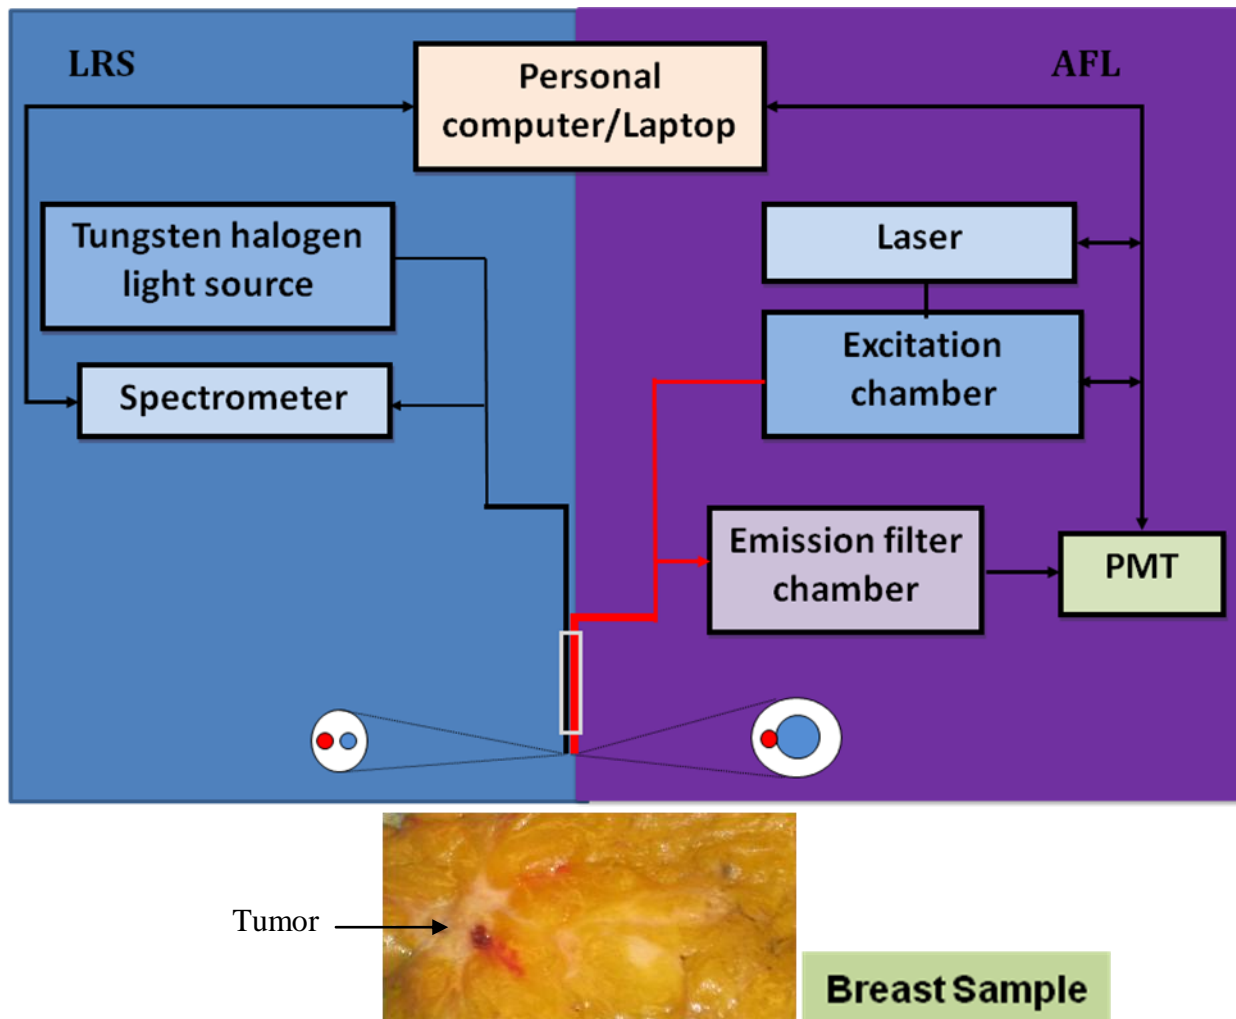 LRS
AFL
Personal
computer/Laptop
Tungsten halogen
light source
Laser
Spectrometer
Excitation
chamber
Emission filter
chamber
PMT
Tumor
Breast Sample